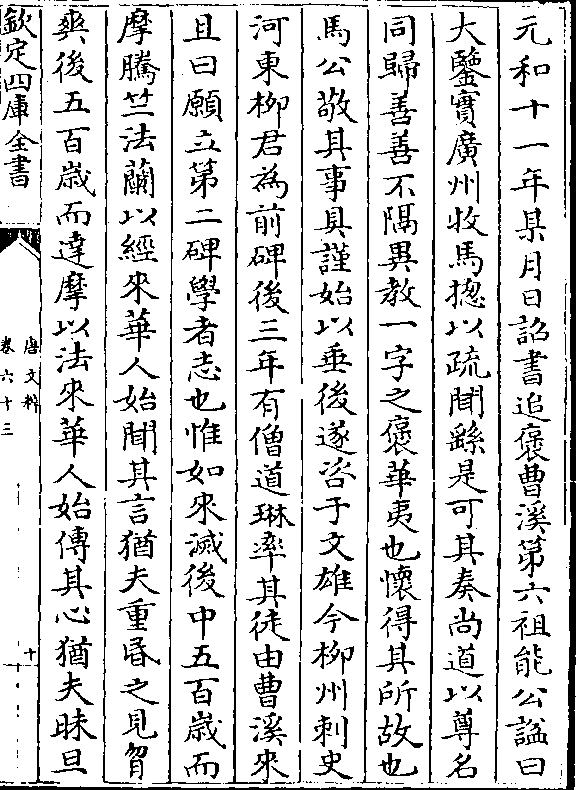 元和十一年某月日詔書追褒曹溪第六祖能公謚曰
大鑒實廣州牧馬揔以疏聞繇是可其奏尚道以尊名
同歸善善不隔異教一字之褒華夷也懷得其所故也
馬公敬其事具謹始以垂後遂咨于文雄今柳州刺史
河東柳君為前碑後三年有僧道琳率其徒由曹溪來
且曰願立第二碑學者志也惟如來滅後中五百歲而
摩騰竺法蘭以經來華人始聞其言猶夫重昏之見曶
爽後五百歲而達摩以法來華人始傳其心猶夫昧旦
欽定四庫全書
唐文粹
卷六十三
十